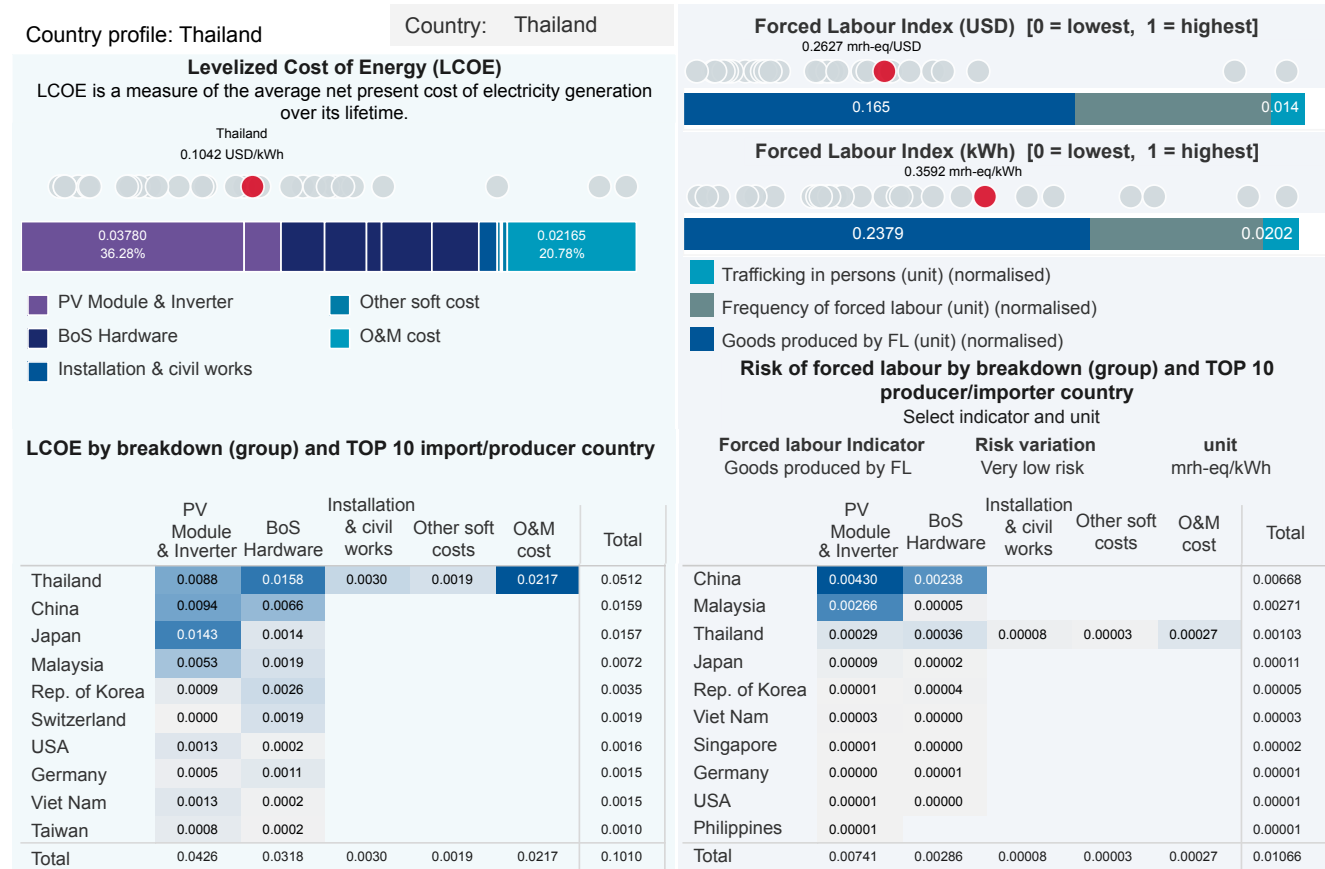 Country profile: Thailand
Country: Thailand
Levelized Cost of Energy (LCOE)
LCOE is a measure of the average net present cost of electricity generation
over its lifetime.
Thailand
0.1042 USD/kWh
0.03780
36.28%
0.02165
20.78%
PV Module & Inverter
Other soft cost
BoS Hardware
O&M cost
Installation & civil works
LCOE by breakdown (group) and TOP 10 import/producer country
PV
Module
& Inverter
BoS
Hardware
Installation
& civil
works
Other soft
costs
O&M
cost
Total
Thailand 0.0088 0.0158 0.0030 0.0019 0.0217 0.0512
China 0.0094 0.0066 0.0159
Japan 0.0143 0.0014 0.0157
Malaysia 0.0053 0.0019 0.0072
Rep. of Korea 0.0009 0.0026 0.0035
Switzerland 0.0000 0.0019 0.0019
USA 0.0013 0.0002 0.0016
Germany 0.0005 0.0011 0.0015
Viet Nam 0.0013 0.0002 0.0015
Taiwan 0.0008 0.0002 0.0010
Total 0.0426 0.0318 0.0030 0.0019 0.0217 0.1010
Forced Labour Index (USD) [0 = lowest, 1 = highest]
0.2627 mrh-eq/USD
0.165
0.014
Forced Labour Index (kWh) [0 = lowest, 1 = highest]
0.3592 mrh-eq/kWh
0.2379
0.0202
Trafficking in persons (unit) (normalised)
Frequency of forced labour (unit) (normalised)
Goods produced by FL (unit) (normalised)
Risk of forced labour by breakdown (group) and TOP 10
producer/importer country
Select indicator and unit
Forced labour Indicator Risk variation unit
Goods produced by FL Very low risk mrh-eq/kWh
PV
Module
& Inverter
BoS
Hardware
Installation
& civil
works
Other soft
costs
O&M
cost
Total
China 0.00430 0.00238 0.00668
Malaysia 0.00266 0.00005 0.00271
Thailand 0.00029 0.00036 0.00008 0.00003 0.00027 0.00103
Japan 0.00009 0.00002 0.00011
Rep. of Korea 0.00001 0.00004 0.00005
Viet Nam 0.00003 0.00000 0.00003
Singapore 0.00001 0.00000 0.00002
Germany 0.00000 0.00001 0.00001
USA 0.00001 0.00000 0.00001
Philippines 0.00001 0.00001
Total 0.00741 0.00286 0.00008 0.00003 0.00027 0.01066